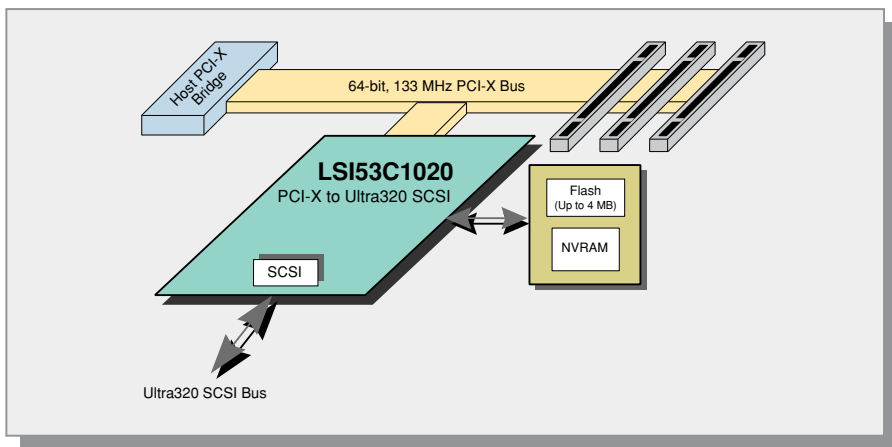 Host PCI-X
Bridge
64-bit, 133 MHz PCI-X Bus
LSI53C1020
PCI-X to Ultra320 SCSI
Flash
(Up to 4 MB)
NVRAM
SCSI
Ultra320 SCSI Bus